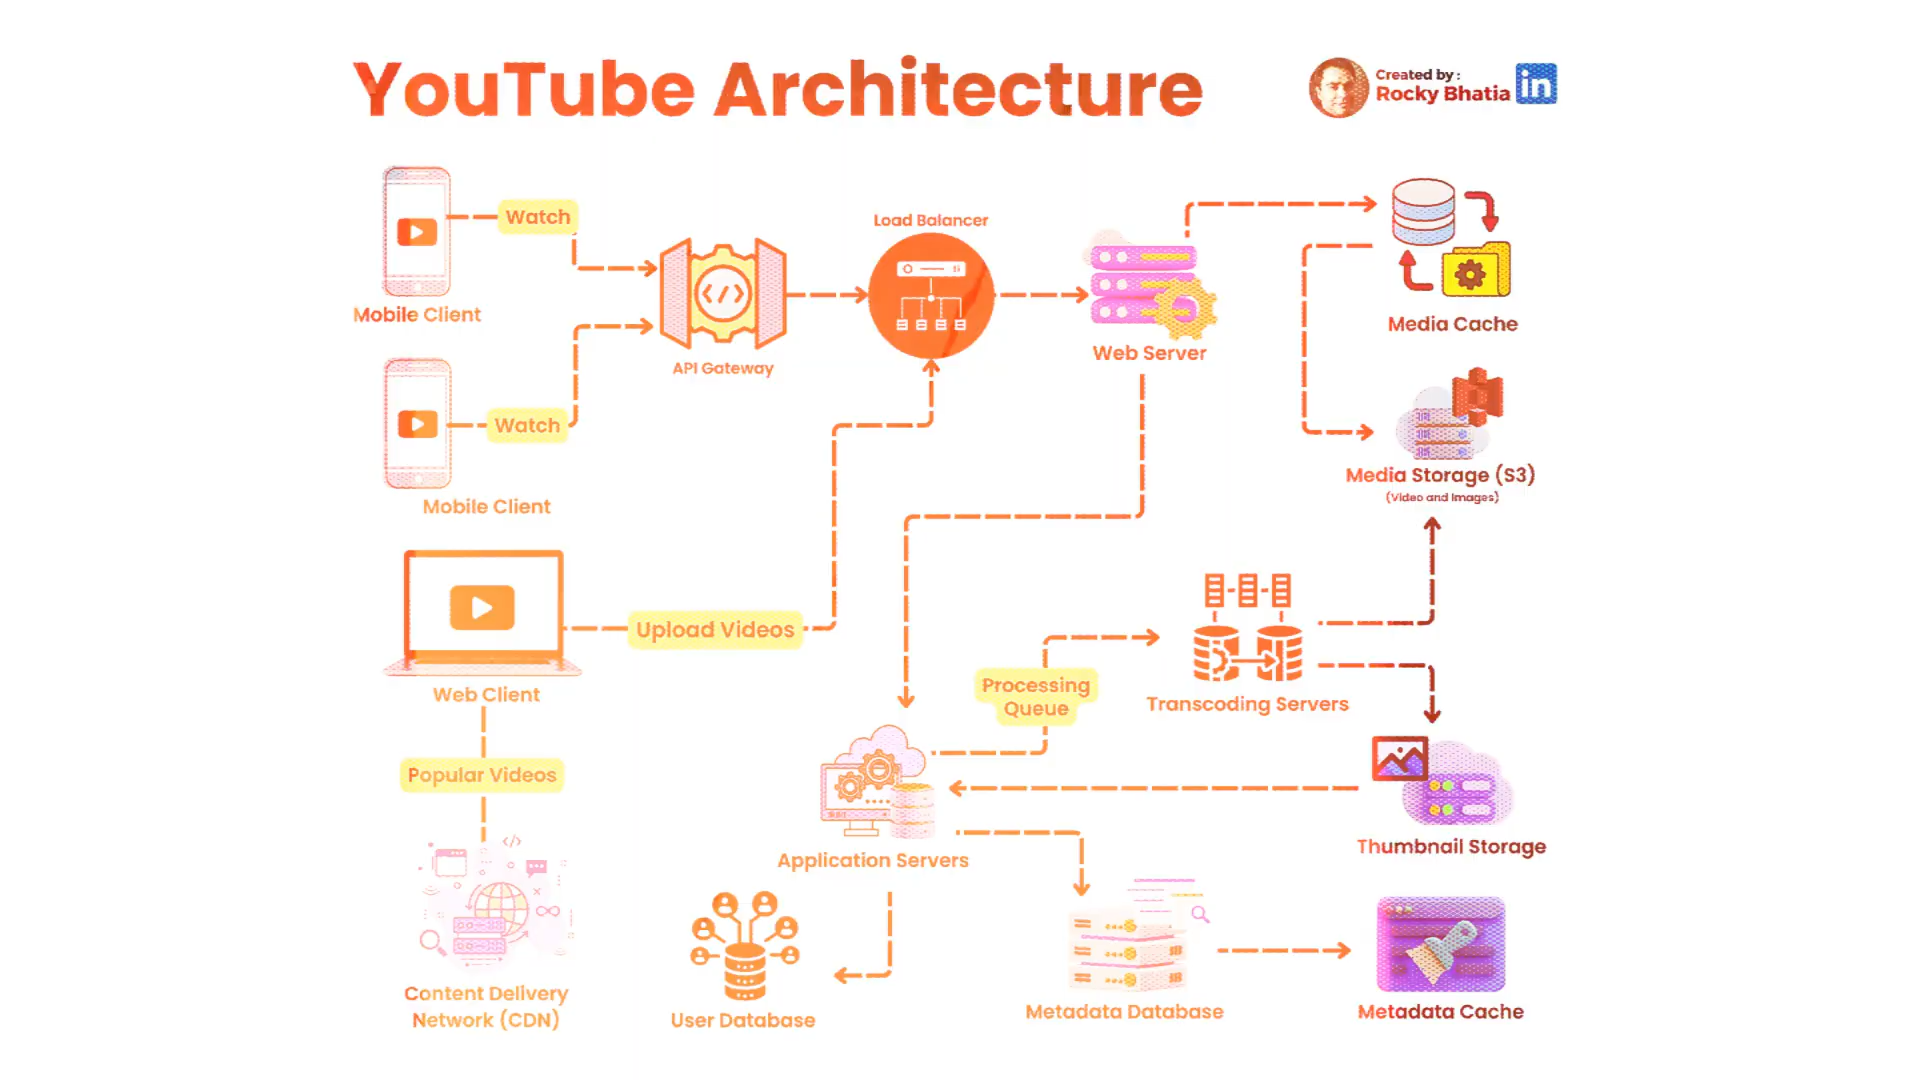 YouTube Architecture
Created by :
Rocky Bhatia
in
Watch
Mobile Client
Load Balancer
API Gateway
Web Server
Media Cache
Watch
Mobile Client
Media Storage (S3)
(Video and Images)
Upload Videos
Web Client
Processing
Queue
Transcoding Servers
Popular Videos
Application Servers
Thumbnail Storage
Content Delivery
Network (CDN)
User Database
Metadata Database
Metadata Cache